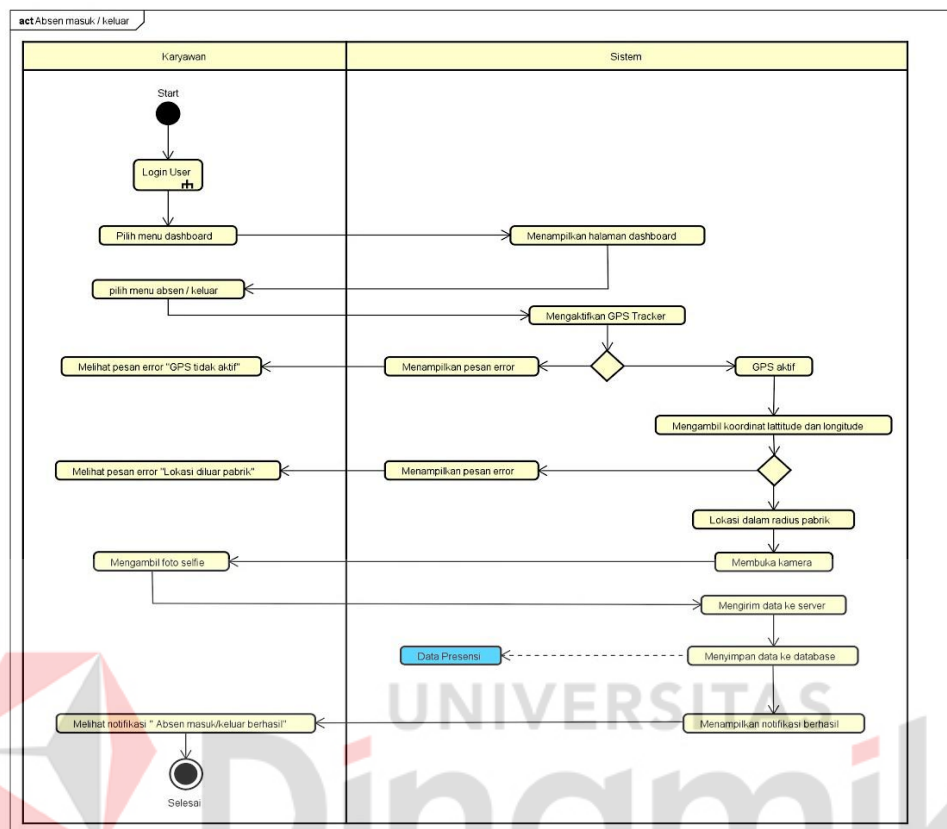 act Absen masuk / keluar
Karyawan
Sistem
Start
Login User
Pilih menu dashboard
Menampilkan halaman dashboard
pilih menu absen / keluar
Mengaktifkan GPS Tracker
Melihat pesan error "GPS tidak aktif"
Menampilkan pesan error
GPS aktif
Mengambil koordinat lattitude dan longitude
Melihat pesan error "Lokasi diluar pabrik"
Menampilkan pesan error
Lokasi dalam radius pabrik
Mengambil foto selfie
Membuka kamera
Mengirim data ke server
Data Presensi
Menyimpan data ke database
UNIVERSITAS
Melihat notifikasi " Absen masuk/keluar berhasil"
Menampilkan notifikasi berhasil
Dinamik
Selesai